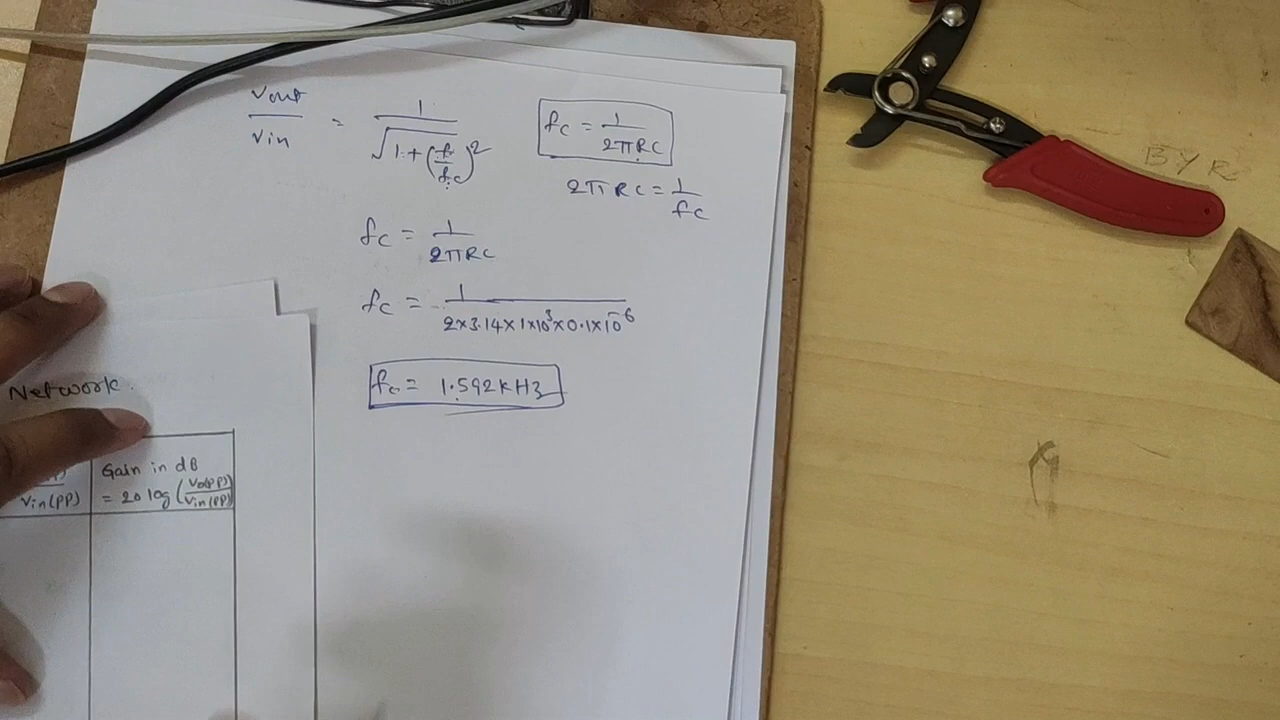 Vout / Vin = 1 / √1 + (f/fc)²
fc = 1 / 2πRC
2πRC = 1 / fc
fc = 1 / 2πRC
fc = 1 / 2×3.14×1×10³×0.1×10⁻⁶
fc = 1.592KHz
Network.
Vin(PP)
Gain in dB
= 20 log (Vo(PP) / Vin(PP))
BYR